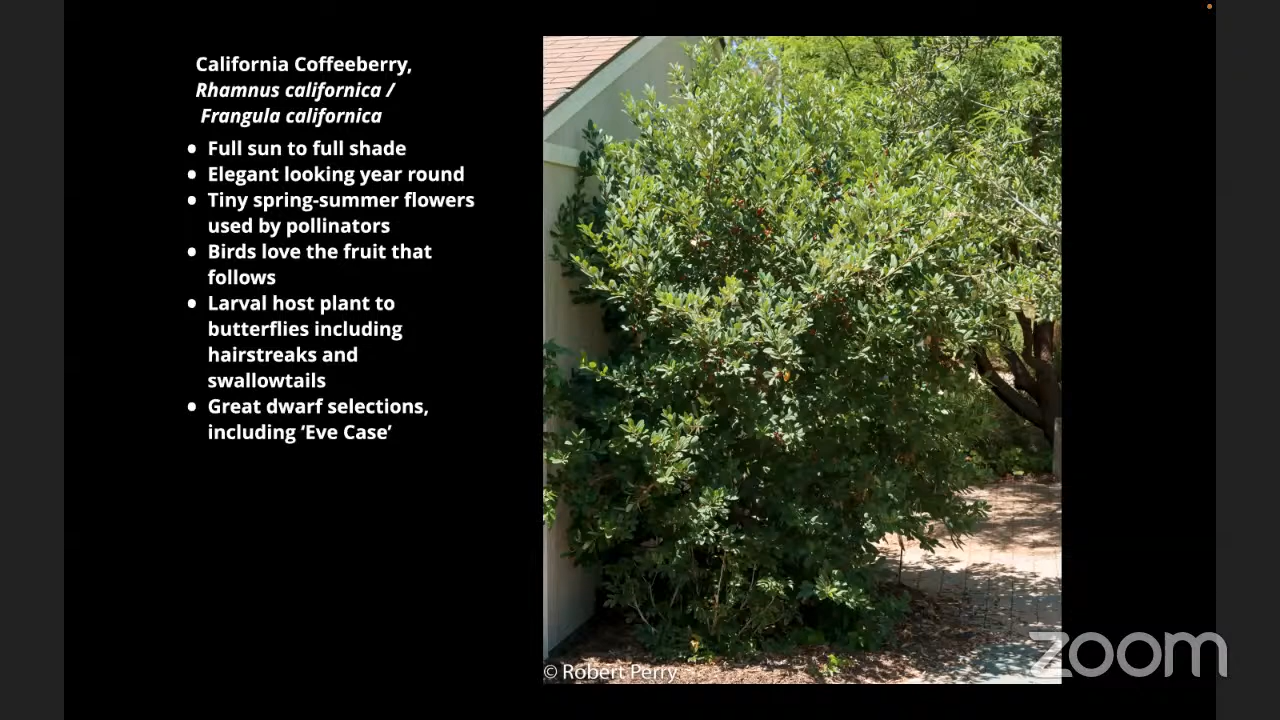 California Coffeeberry,
Rhamnus californica /
Frangula californica
• Full sun to full shade
• Elegant looking year round
• Tiny spring-summer flowers
used by pollinators
• Birds love the fruit that
follows
• Larval host plant to
butterflies including
hairstreaks and
swallowtails
• Great dwarf selections,
including ‘Eve Case’
© Robert Perry
zoom